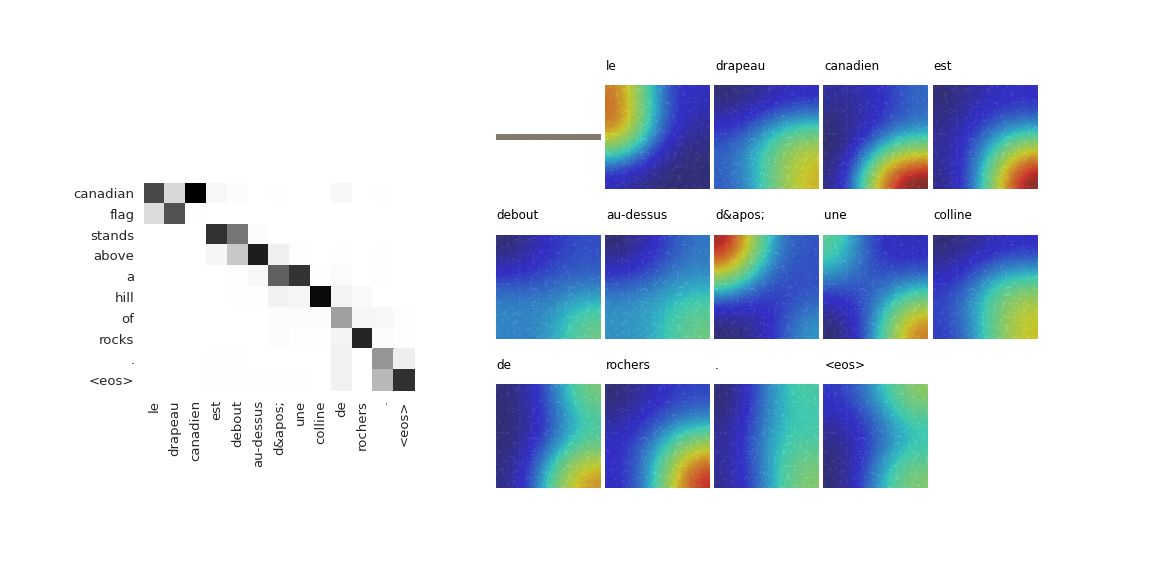 canadian
flag
stands
above
a
hill
of
rocks
.
<eos>
le
drapeau
canadien
est
debout
au-dessus
d&apos;
une
colline
de
rochers
.
<eos>
le drapeau canadien est
debout au-dessus d&apos; une colline
de rochers . <eos>